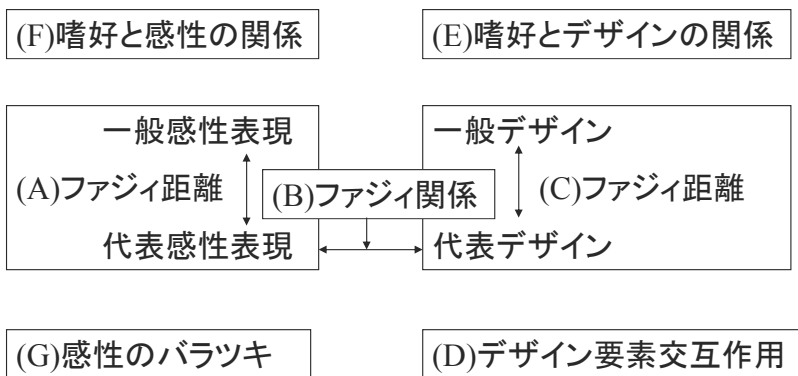 (F)嗜好と感性の関係
(E)嗜好とデザインの関係
一般感性表現
一般デザイン
(A)ファジィ距離
(B)ファジィ関係
(C)ファジィ距離
代表感性表現
代表デザイン
(G)感性のバラツキ
(D)デザイン要素交互作用